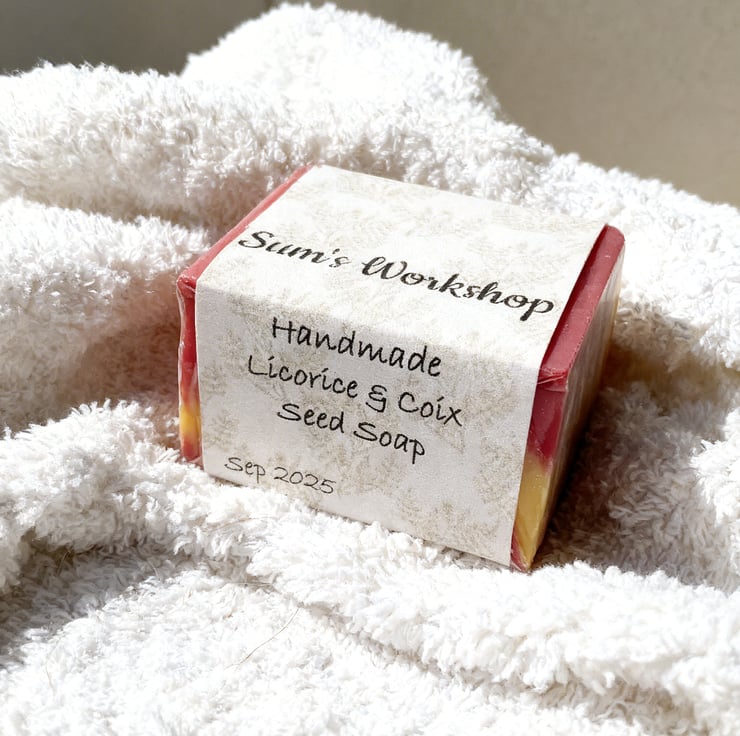 Sum's Workshop
Handmade
Licorice & Coix
Seed Soap
Sep 2025